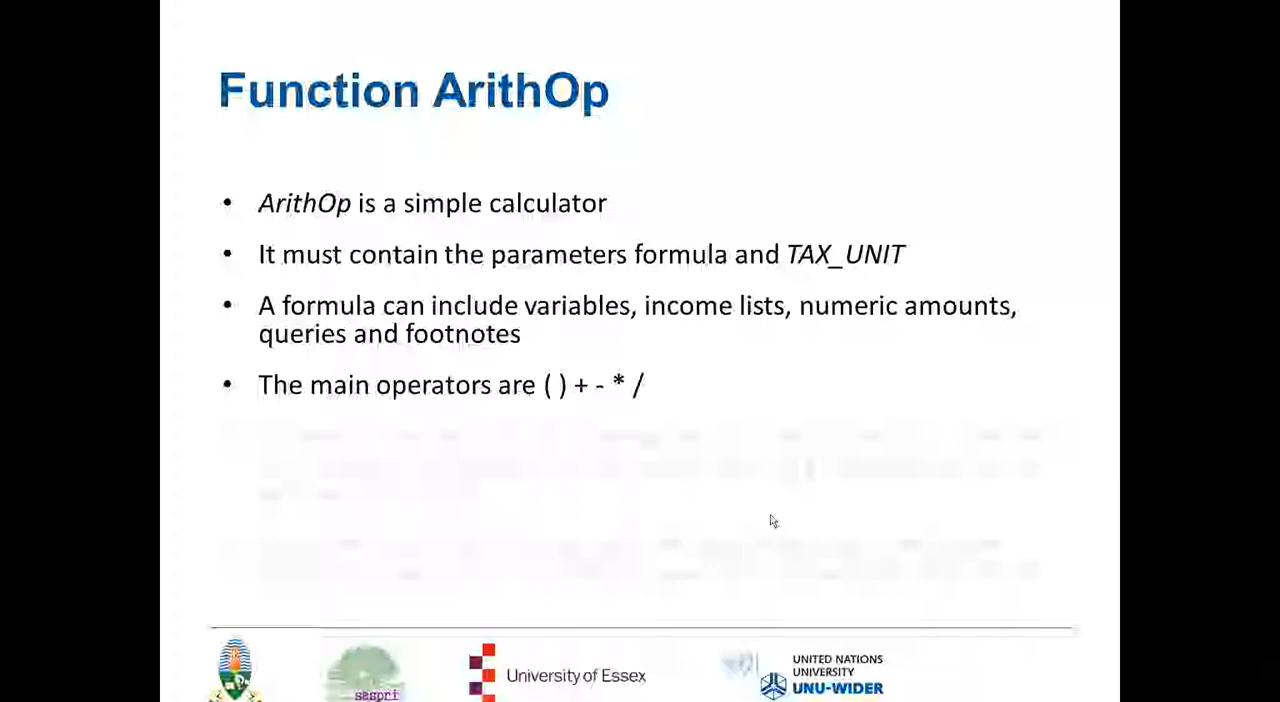 Function ArithOp
• ArithOp is a simple calculator
• It must contain the parameters formula and TAX_UNIT
• A formula can include variables, income lists, numeric amounts,
queries and footnotes
• The main operators are ( ) + - * /
saspri
University of Essex
UNITED NATIONS
UNIVERSITY
UNU-WIDER